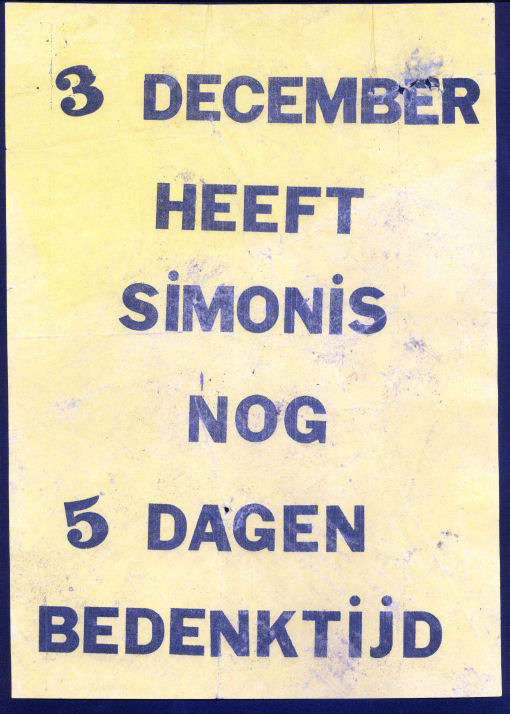 3 DECEMBER
HEEFT
SiMONiS
NOG
5 DAGEN
BEDENKTiJD